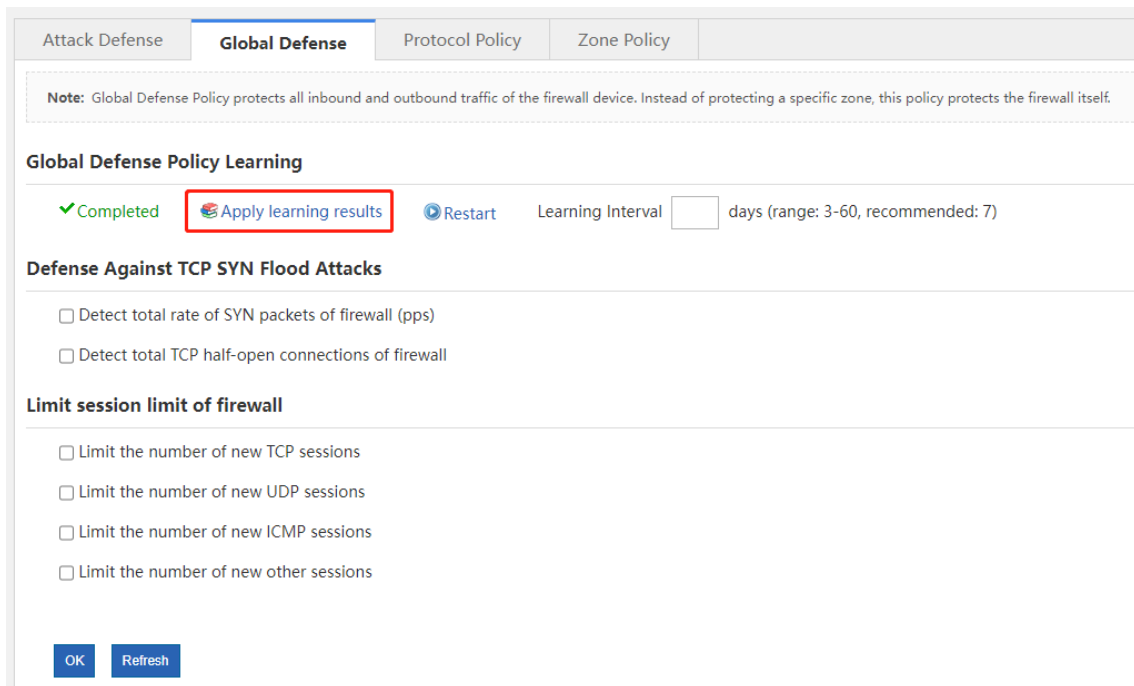 Attack Defense Global Defense Protocol Policy Zone Policy
Note: Global Defense Policy protects all inbound and outbound traffic of the firewall device. Instead of protecting a specific zone, this policy protects the firewall itself.
Global Defense Policy Learning
Completed Apply learning results Restart Learning Interval days (range: 3-60, recommended: 7)
Defense Against TCP SYN Flood Attacks
Detect total rate of SYN packets of firewall (pps)
Detect total TCP half-open connections of firewall
Limit session limit of firewall
Limit the number of new TCP sessions
Limit the number of new UDP sessions
Limit the number of new ICMP sessions
Limit the number of new other sessions
OK Refresh